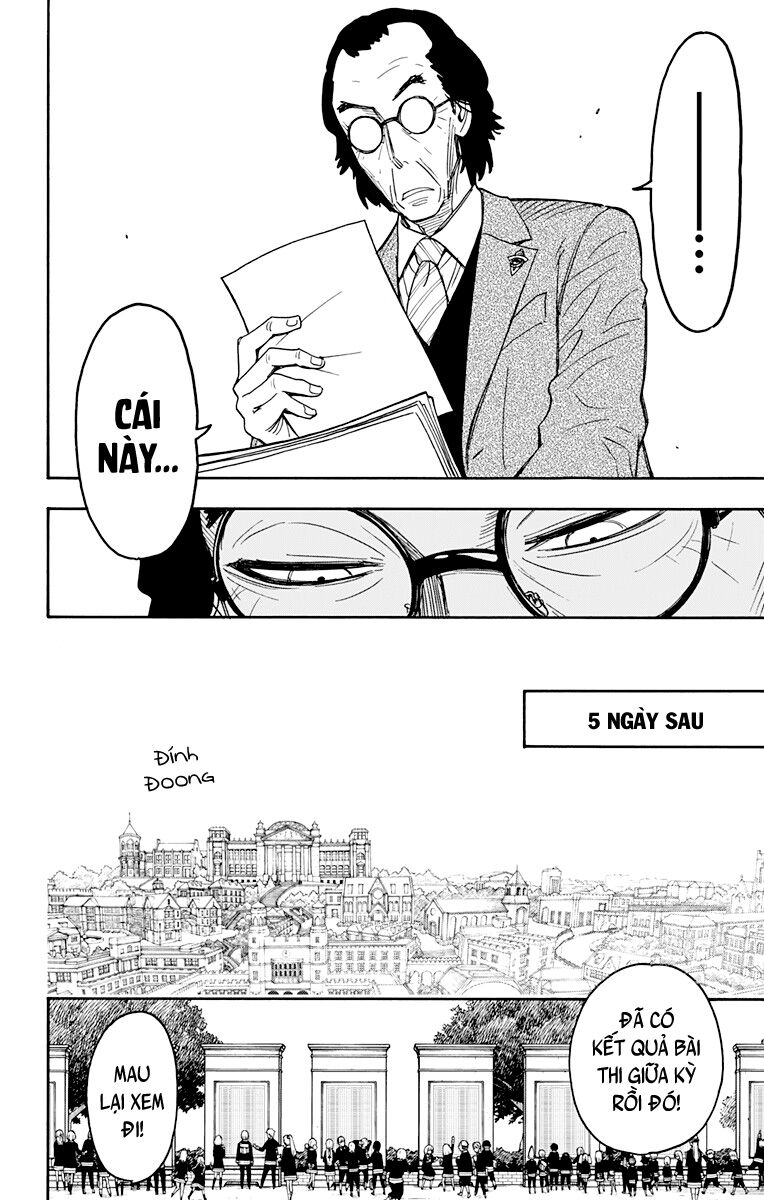 ——...
CÁI
NÀY...
5 NGÀY SAU
Đính
Đoong
ĐÃ CÓ
KẾT QUẢ BÀI
THI GIỮA KỲ
RỒI ĐÓ!
MAU
LẠI XEM
ĐI!